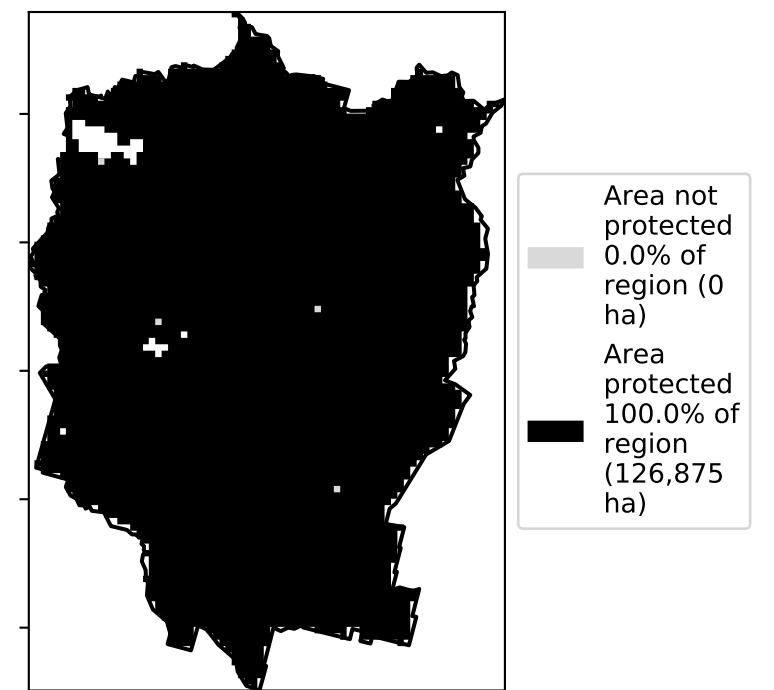 Area not
protected
0.0% of
region (0
ha)
Area
protected
100.0% of
region
(126,875
ha)